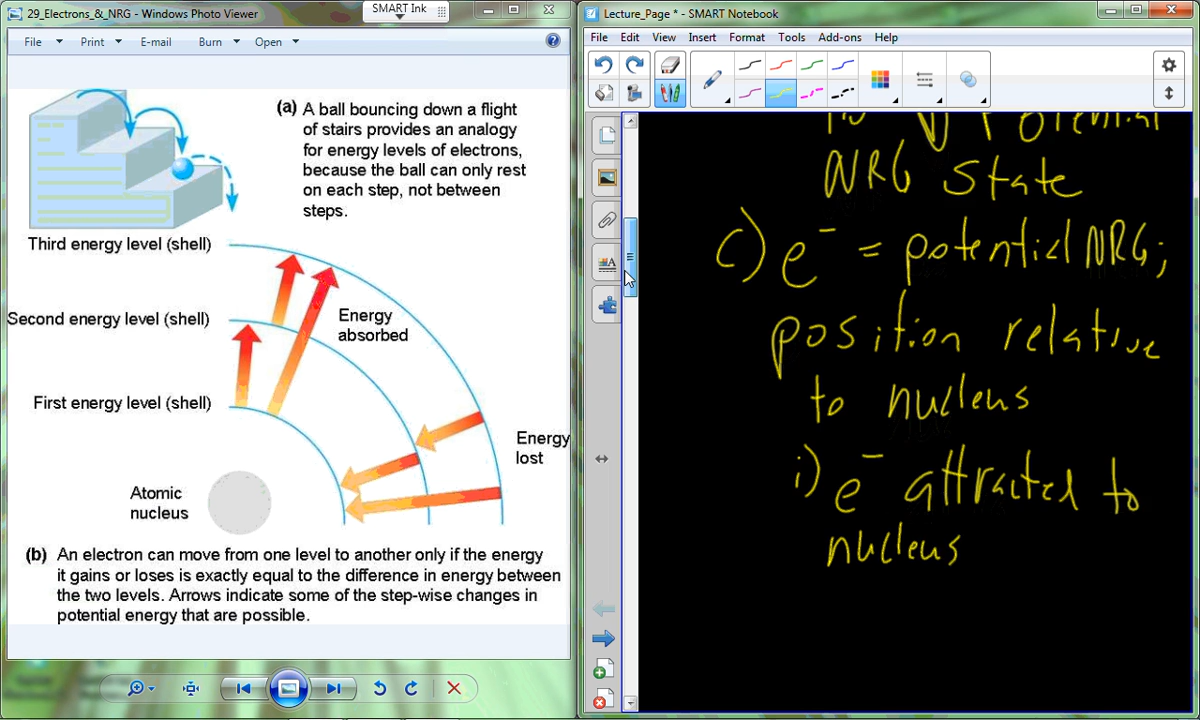 29_Electrons_&_NRG - Windows Photo Viewer
SMART Ink
File Print E-mail Burn Open
(a) A ball bouncing down a flight
of stairs provides an analogy
for energy levels of electrons,
because the ball can only rest
on each step, not between
steps.
Third energy level (shell)
Second energy level (shell)
Energy
absorbed
First energy level (shell)
Energy
lost
Atomic
nucleus
(b) An electron can move from one level to another only if the energy
it gains or loses is exactly equal to the difference in energy between
the two levels. Arrows indicate some of the step-wise changes in
potential energy that are possible.
Lecture_Page * - SMART Notebook
File Edit View Insert Format Tools Add-ons Help
Potential
NRG State
c) e⁻ = potential NRG;
position relative
to nucleus
i) e⁻ attracted to
nucleus